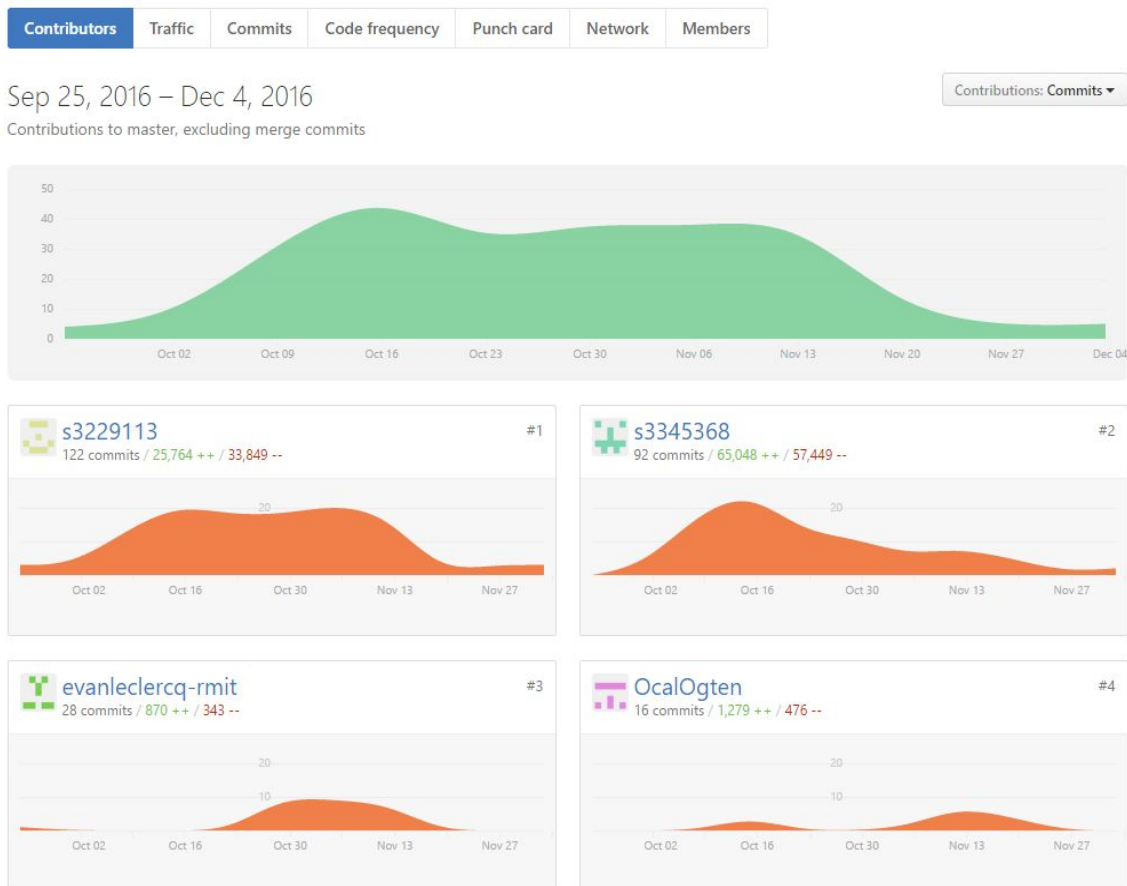 Contributors Traffic Commits Code frequency Punch card Network Members
Sep 25, 2016 – Dec 4, 2016
Contributions: Commits
Contributions to master, excluding merge commits
50
40
30
20
10
0
Oct 02 Oct 09 Oct 16 Oct 23 Oct 30 Nov 06 Nov 13 Nov 20 Nov 27 Dec 04
s3229113 #1
122 commits / 25,764 ++ / 33,849 --
20
Oct 02 Oct 16 Oct 30 Nov 13 Nov 27
s3345368 #2
92 commits / 65,048 ++ / 57,449 --
20
Oct 02 Oct 16 Oct 30 Nov 13 Nov 27
evanleclercq-rmit #3
28 commits / 870 ++ / 343 --
20
10
Oct 02 Oct 16 Oct 30 Nov 13 Nov 27
OcalOgten #4
16 commits / 1,279 ++ / 476 --
20
10
Oct 02 Oct 16 Oct 30 Nov 13 Nov 27